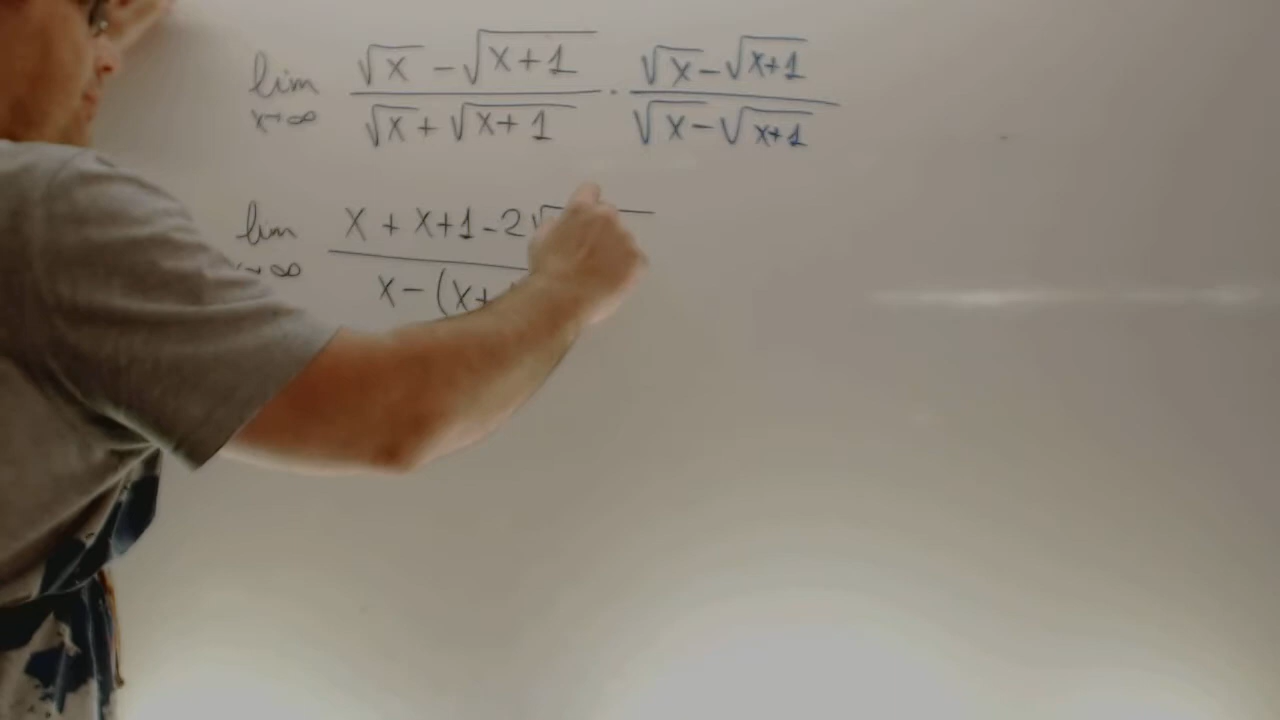 lim x→∞ (√x - √(x+1))/(√x + √(x+1)) · (√x - √(x+1))/(√x - √(x+1))
lim →∞ (x + x+1 - 2√)/(x - (x+